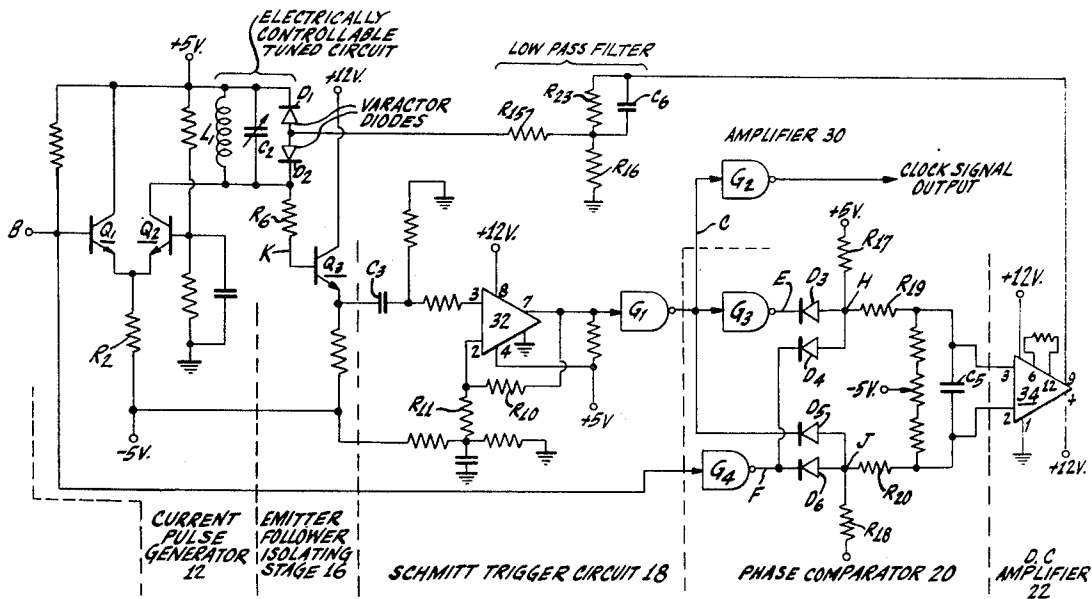 ELECTRICALLY
CONTROLLABLE
TUNED CIRCUIT
LOW PASS FILTER
+5V.
+12V.
D1
VARACTOR
DIODES
D2
L1
C2
R15
R23
C6
R16
AMPLIFIER 30
G2
CLOCK SIGNAL
OUTPUT
C
+5V.
R17
B
Q1
Q2
R6
K
Q3
C3
+12V.
3
8
7
32
2
4
G1
G3
E
D3
H
R19
D4
+12V.
R2
R11
R10
+5V
-5V.
C5
3
6
12
9
34
+
2
1
-5V.
D5
J
G4
F
D6
R20
R18
+12V.
CURRENT
PULSE
GENERATOR
12
EMITTER
FOLLOWER
ISOLATING
STAGE 16
SCHMITT TRIGGER CIRCUIT 18
PHASE COMPARATOR 20
D.C
AMPLIFIER
22